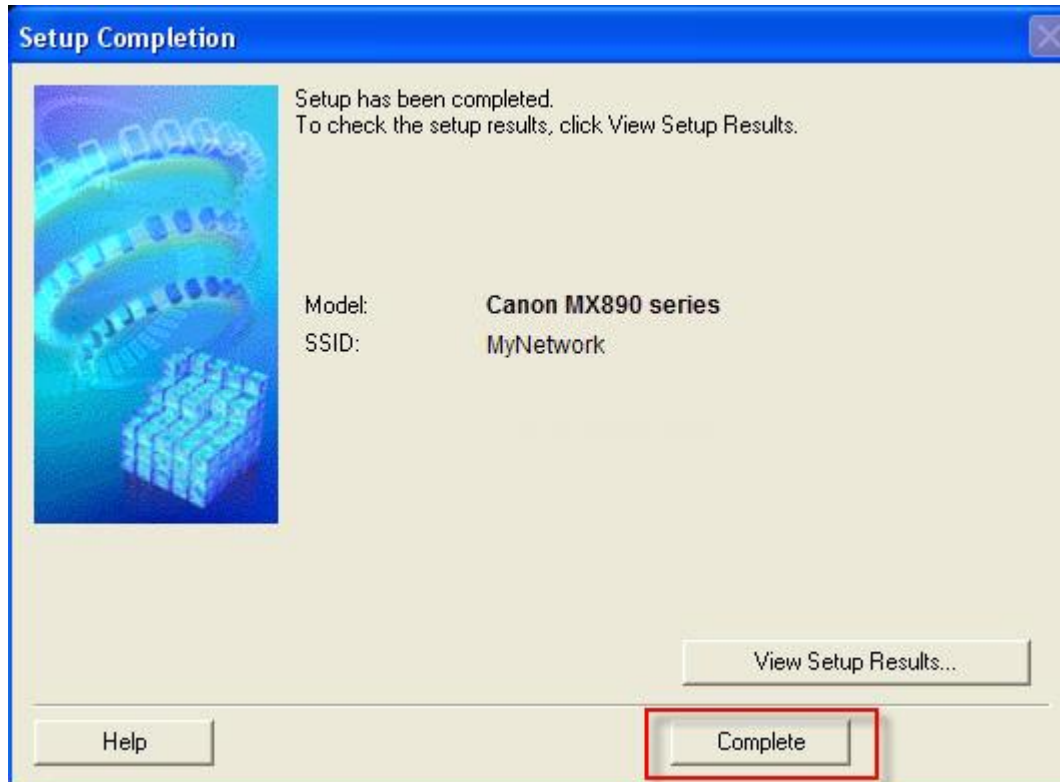 Setup Completion
Setup has been completed.
To check the setup results, click View Setup Results.
Model: Canon MX890 series
SSID: MyNetwork
View Setup Results...
Help Complete